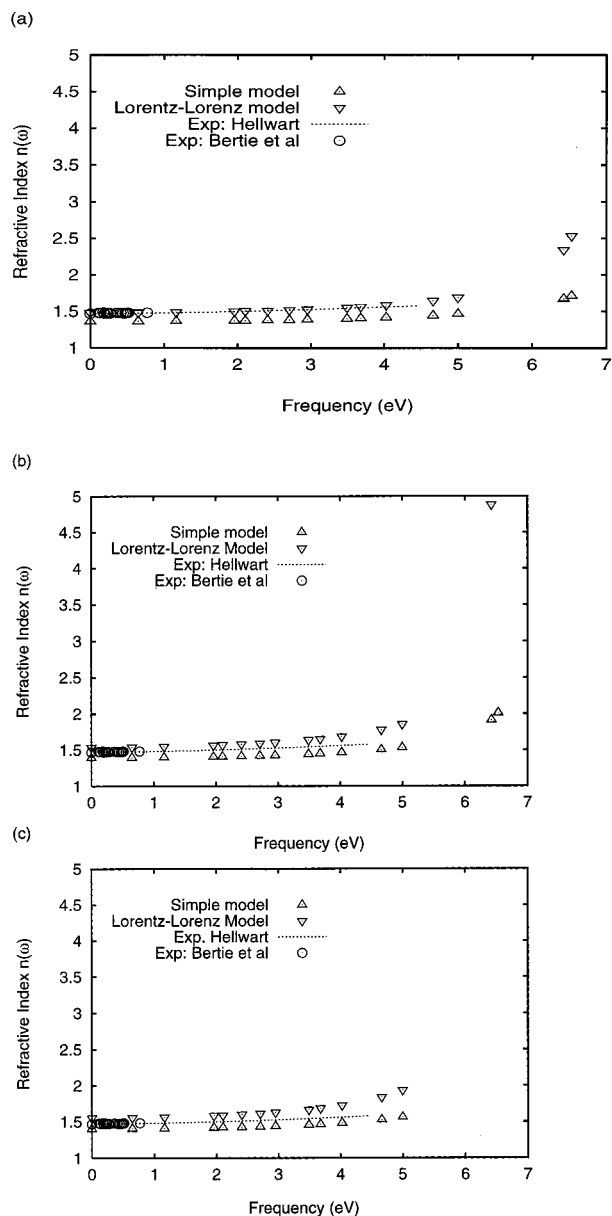 (a)
5
4.5
4
3.5
3
2.5
2
1.5
1
Refractive Index n(ω)
Simple model
Lorentz-Lorenz model
Exp: Hellwart
Exp: Bertie et al
0 1 2 3 4 5 6 7
Frequency (eV)
(b)
5
4.5
4
3.5
3
2.5
2
1.5
1
Refractive Index n(ω)
Simple model
Lorentz-Lorenz Model
Exp: Hellwart
Exp: Bertie et al
0 1 2 3 4 5 6 7
Frequency (eV)
(c)
5
4.5
4
3.5
3
2.5
2
1.5
1
Refractive Index n(ω)
Simple model
Lorentz-Lorenz Model
Exp. Hellwart
Exp: Bertie et al
0 1 2 3 4 5 6 7
Frequency (eV)